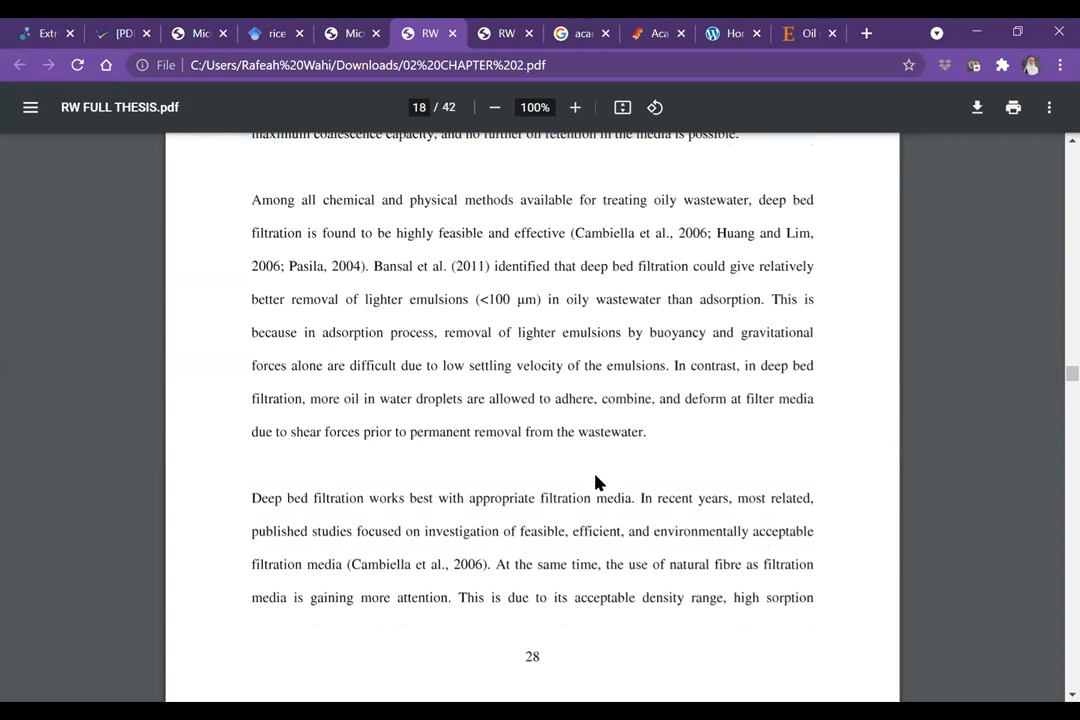 Extr
[PD
Mic
rice
Mic
RW
RW
acac
Aca
Hor
Oil
File
C:/Users/Rafeah%20Wahi/Downloads/02%20CHAPTER%202.pdf
RW FULL THESIS.pdf
18 / 42
100%
maximum coalescence capacity, and no further oil retention in the media is possible.
Among all chemical and physical methods available for treating oily wastewater, deep bed
filtration is found to be highly feasible and effective (Cambiella et al., 2006; Huang and Lim,
2006; Pasila, 2004). Bansal et al. (2011) identified that deep bed filtration could give relatively
better removal of lighter emulsions (<100 µm) in oily wastewater than adsorption. This is
because in adsorption process, removal of lighter emulsions by buoyancy and gravitational
forces alone are difficult due to low settling velocity of the emulsions. In contrast, in deep bed
filtration, more oil in water droplets are allowed to adhere, combine, and deform at filter media
due to shear forces prior to permanent removal from the wastewater.
Deep bed filtration works best with appropriate filtration media. In recent years, most related,
published studies focused on investigation of feasible, efficient, and environmentally acceptable
filtration media (Cambiella et al., 2006). At the same time, the use of natural fibre as filtration
media is gaining more attention. This is due to its acceptable density range, high sorption
28